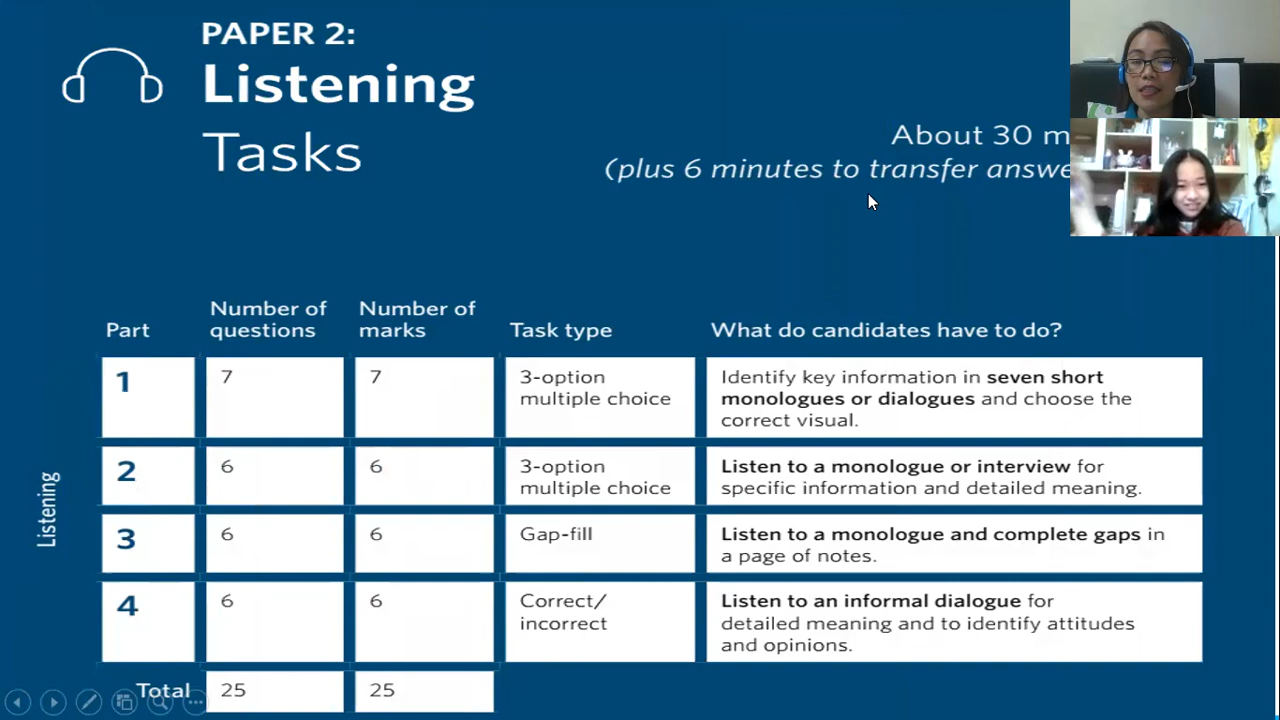 PAPER 2:
Listening
Tasks
About 30 m
(plus 6 minutes to transfer answe
Part
Number of
questions
Number of
marks
Task type
What do candidates have to do?
Listening
1
7
7
3-option
multiple choice
Identify key information in seven short
monologues or dialogues and choose the
correct visual.
2
6
6
3-option
multiple choice
Listen to a monologue or interview for
specific information and detailed meaning.
3
6
6
Gap-fill
Listen to a monologue and complete gaps in
a page of notes.
4
6
6
Correct/
incorrect
Listen to an informal dialogue for
detailed meaning and to identify attitudes
and opinions.
Total
25
25